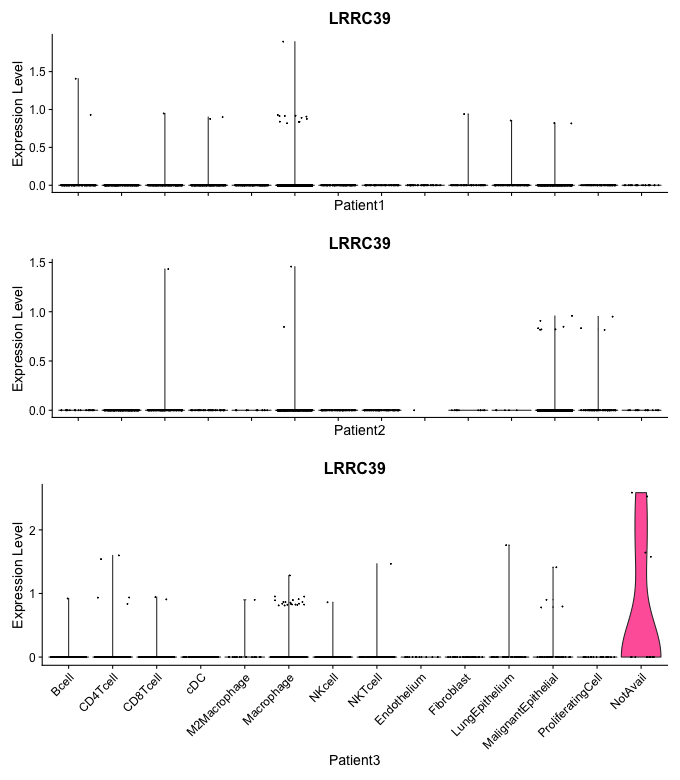 LRRC39
Expression Level
1.5
1.0
0.5
0.0
Patient1
LRRC39
Expression Level
1.5
1.0
0.5
0.0
Patient2
LRRC39
Expression Level
2
1
0
Bcell
CD4Tcell
CD8Tcell
cDC
M2Macrophage
Macrophage
NKcell
NKTcell
Endothelium
Fibroblast
LungEpithelium
MalignantEpithelial
ProliferatingCell
NotAvail
Patient3